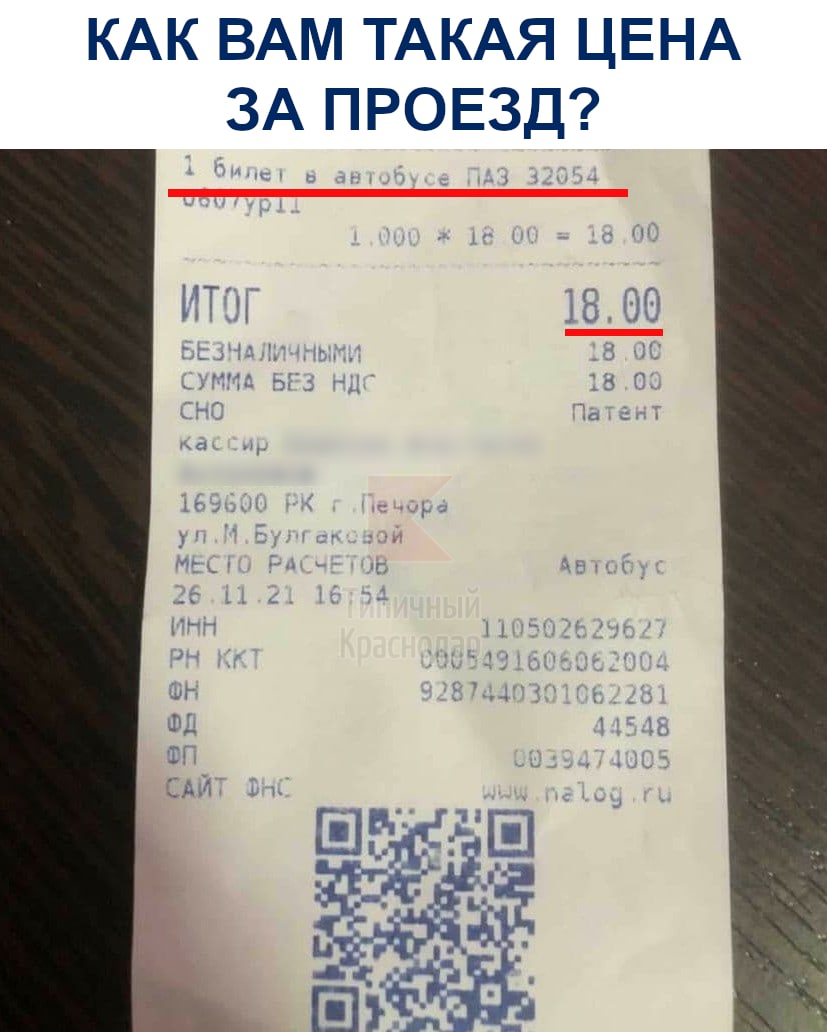 КАК ВАМ ТАКАЯ ЦЕНА
ЗА ПРОЕЗД?
1 билет в автобусе ПАЗ 32054
0607ур11
1.000 * 18.00 = 18.00
ИТОГ 18.00
БЕЗНАЛИЧНЫМИ 18.00
СУММА БЕЗ НДС 18.00
СНО Патент
кассир
169600 РК г.Печора
ул.М.Булгаковой
МЕСТО РАСЧЕТОВ Автобус
26.11.21 16:54
Типичный
Краснодар
ИНН 110502629627
РН ККТ 0005491606062004
ФН 9287440301062281
ФД 44548
ФП 0039474005
САЙТ ФНС www.nalog.ru